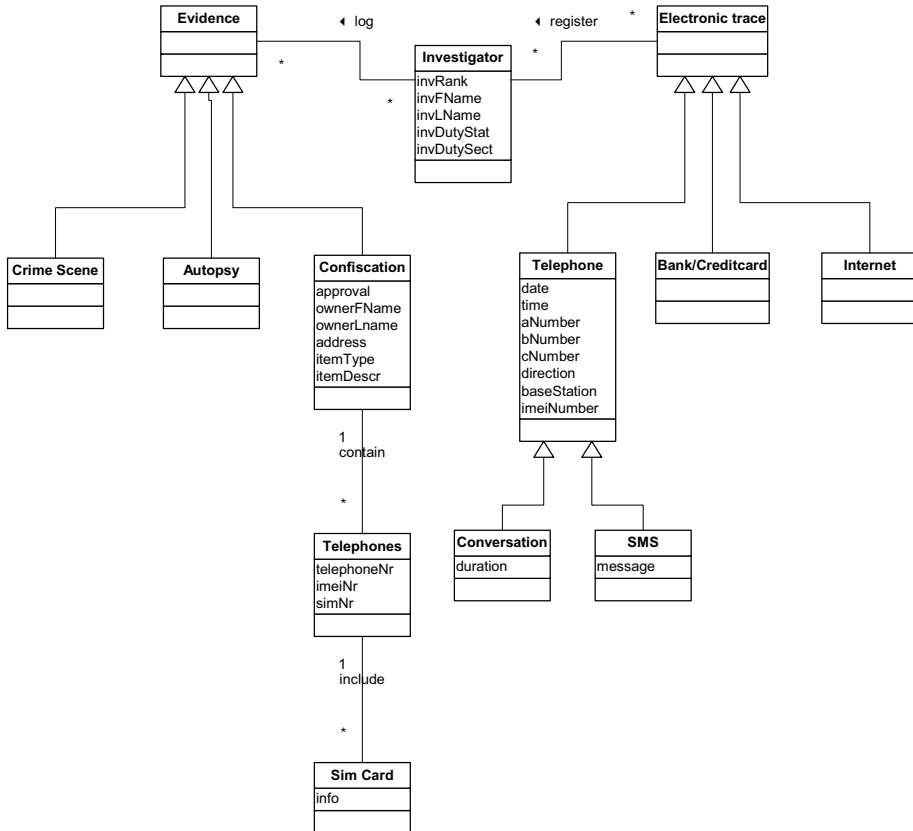 Evidence
◄ log
◄ register
*
Electronic trace
*
*
*
Investigator
invRank
invFName
invLName
invDutyStat
invDutySect
Crime Scene
Autopsy
Confiscation
approval
ownerFName
ownerLname
address
itemType
itemDescr
Telephone
date
time
aNumber
bNumber
cNumber
direction
baseStation
imeiNumber
Bank/Creditcard
Internet
1
contain
*
Telephones
telephoneNr
imeiNr
simNr
Conversation
duration
SMS
message
1
include
*
Sim Card
info